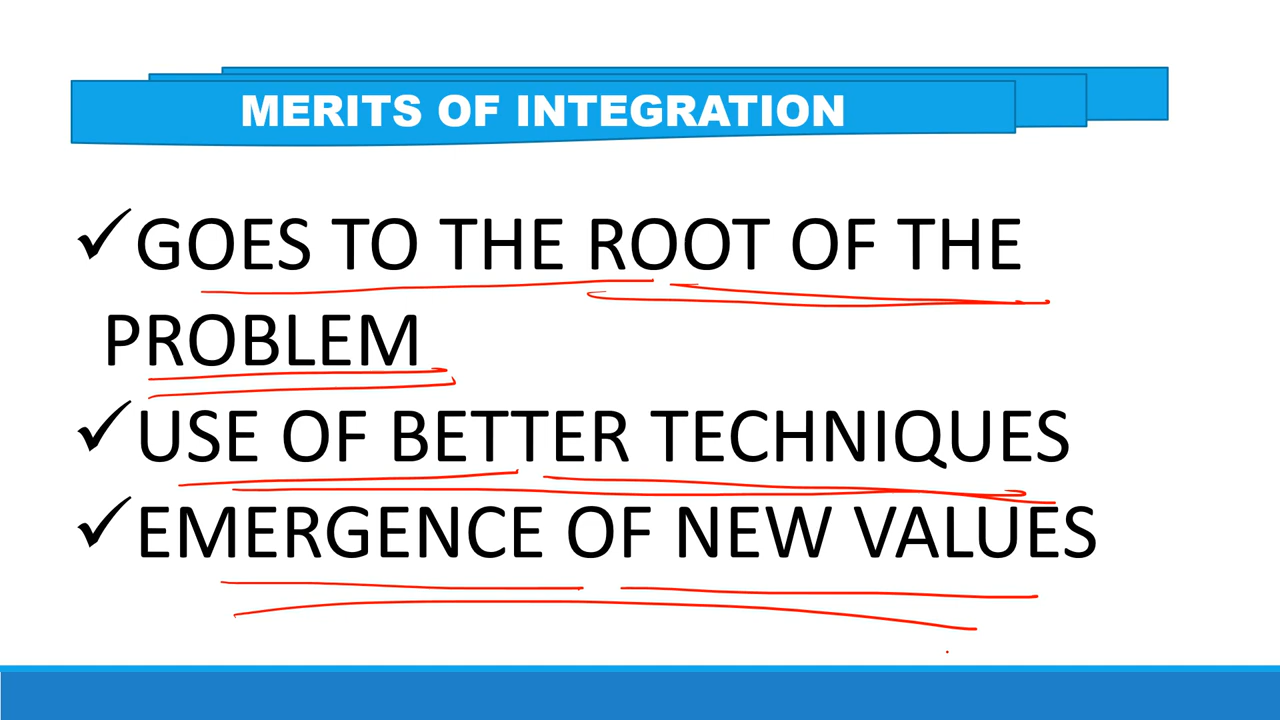 MERITS OF INTEGRATION
✓GOES TO THE ROOT OF THE
PROBLEM
✓USE OF BETTER TECHNIQUES
✓EMERGENCE OF NEW VALUES